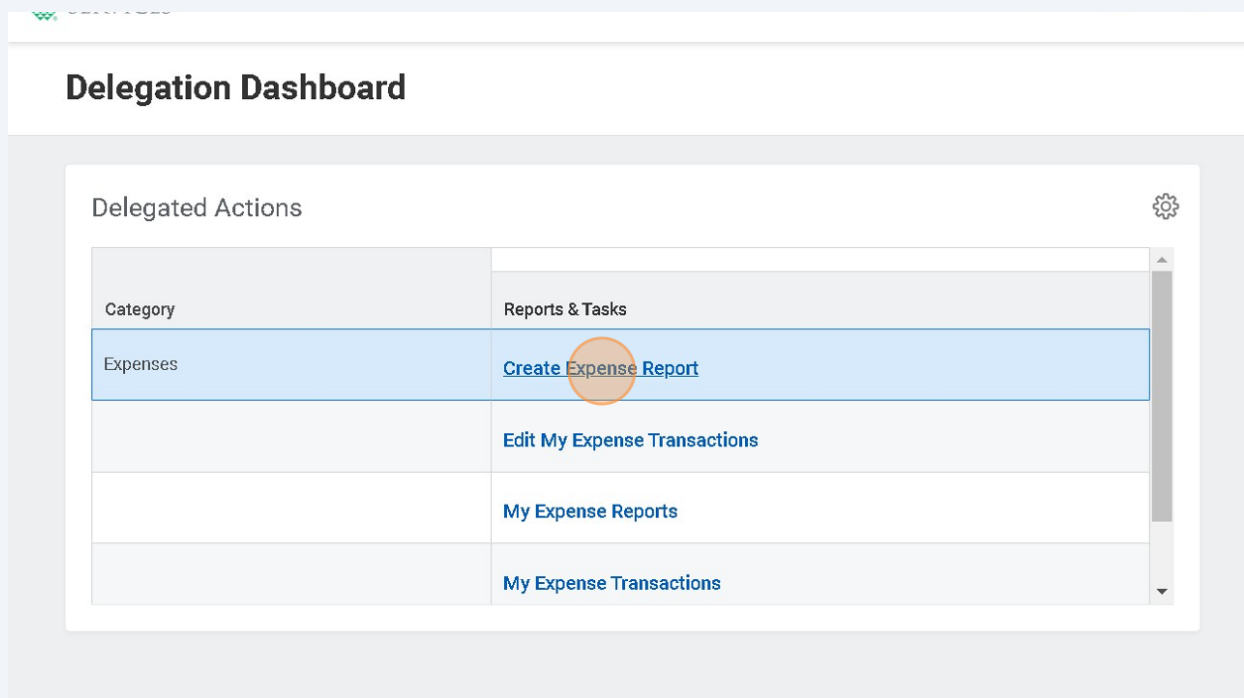 Delegation Dashboard
Delegated Actions
Category
Reports & Tasks
Expenses
Create Expense Report
Edit My Expense Transactions
My Expense Reports
My Expense Transactions